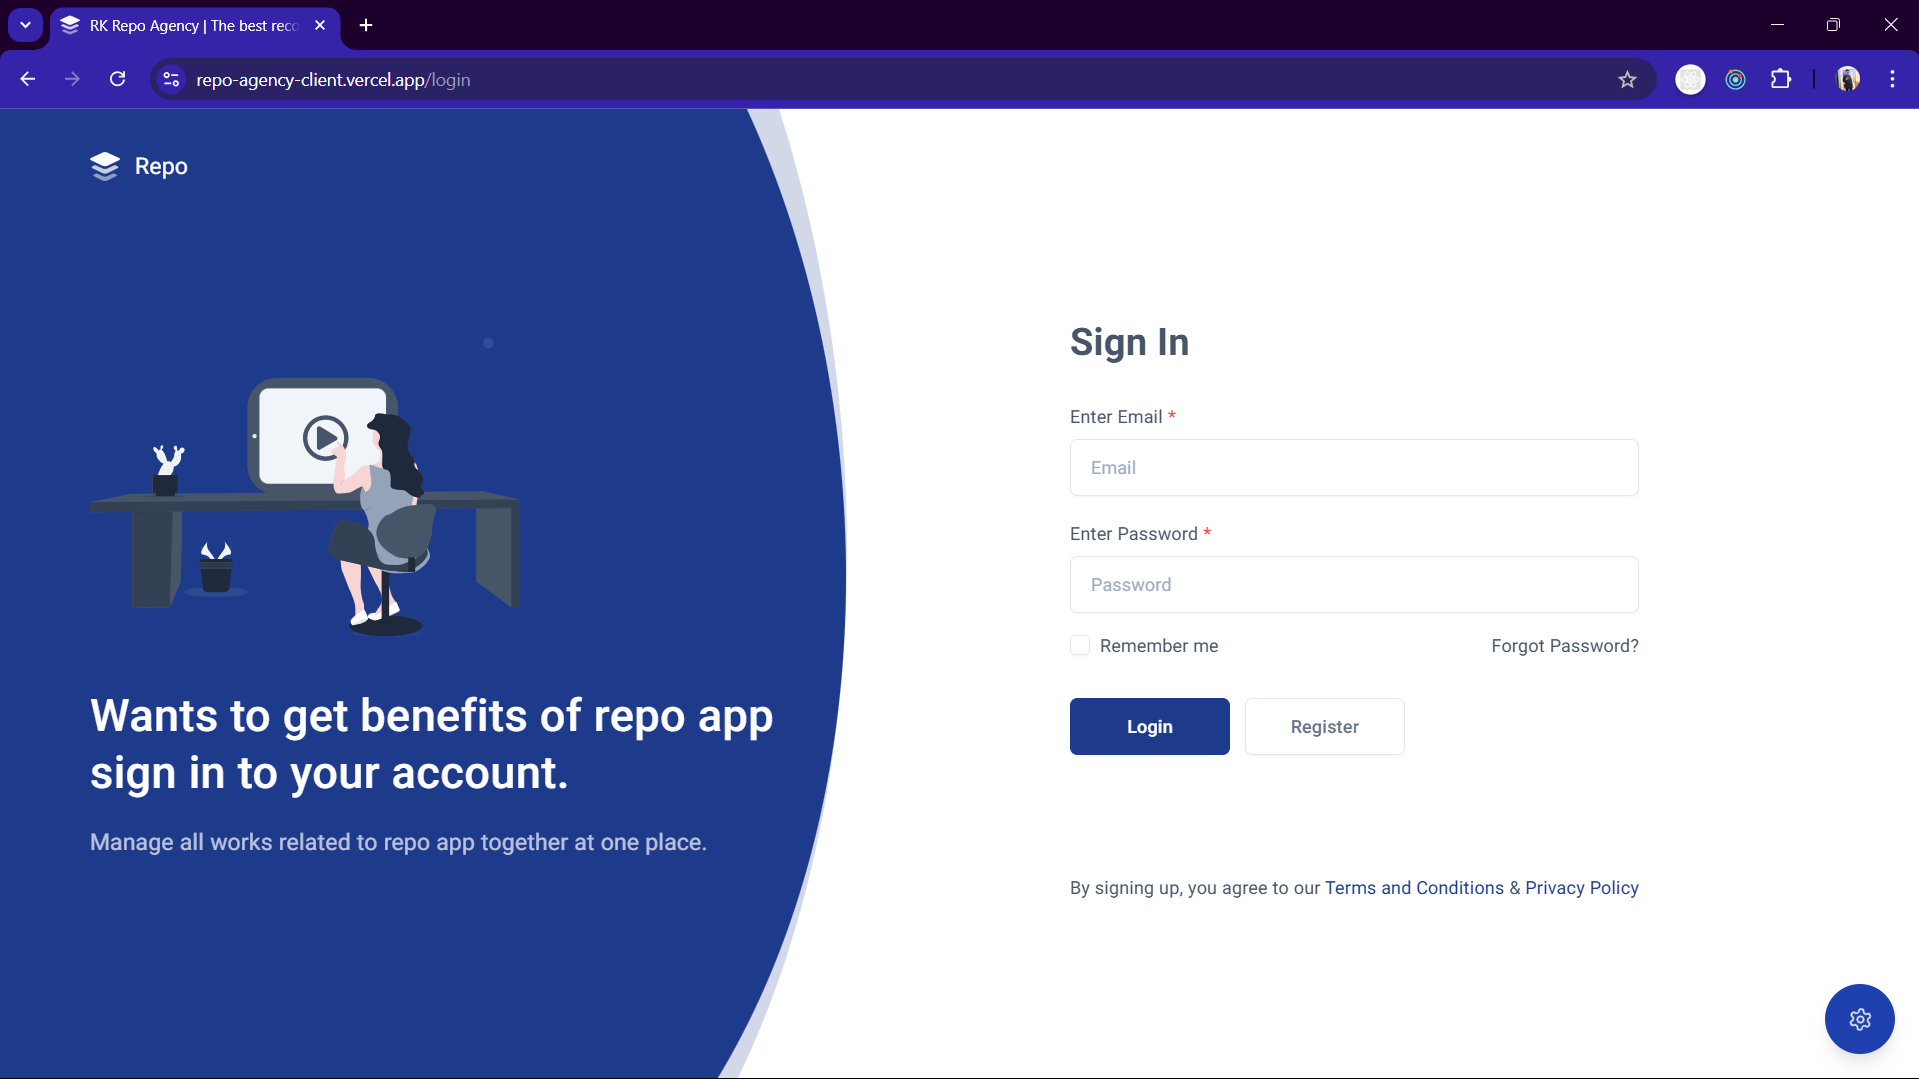 RK Repo Agency | The best reco
repo-agency-client.vercel.app/login
Repo
Wants to get benefits of repo app
sign in to your account.
Manage all works related to repo app together at one place.
Sign In
Enter Email *
Email
Enter Password *
Password
Remember me
Forgot Password?
Login
Register
By signing up, you agree to our Terms and Conditions & Privacy Policy